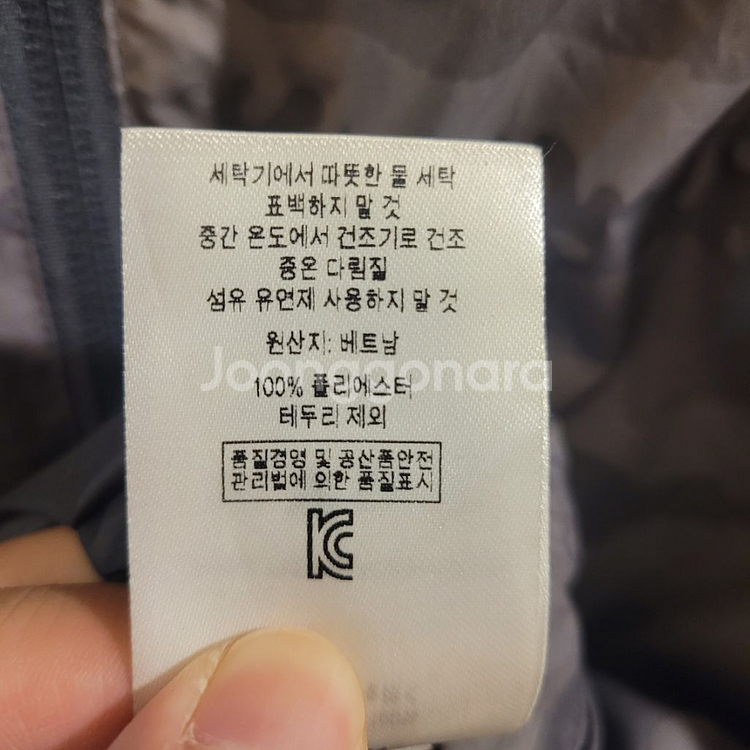 세탁기에서 따뜻한 물 세탁
표백하지 말 것
중간 온도에서 건조기로 건조
중온 다림질
섬유 유연제 사용하지 말 것
원산지: 베트남
Joonggonara
100% 폴리에스터
테두리 제외
품질경영 및 공산품안전
관리법에 의한 품질표시
KC